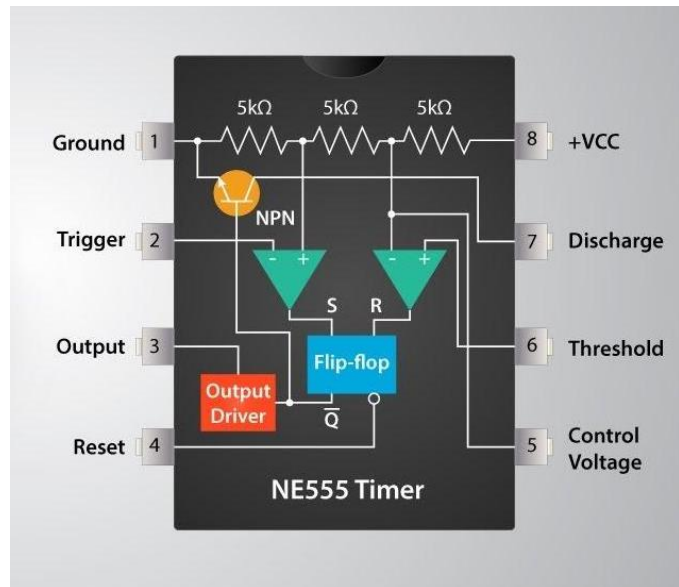 5kΩ 5kΩ 5kΩ
Ground 1
8 +VCC
NPN
Trigger 2
7 Discharge
- +
- +
S R
Output 3
Flip-flop
6 Threshold
Output
Driver
Q̅
Reset 4
5 Control
Voltage
NE555 Timer